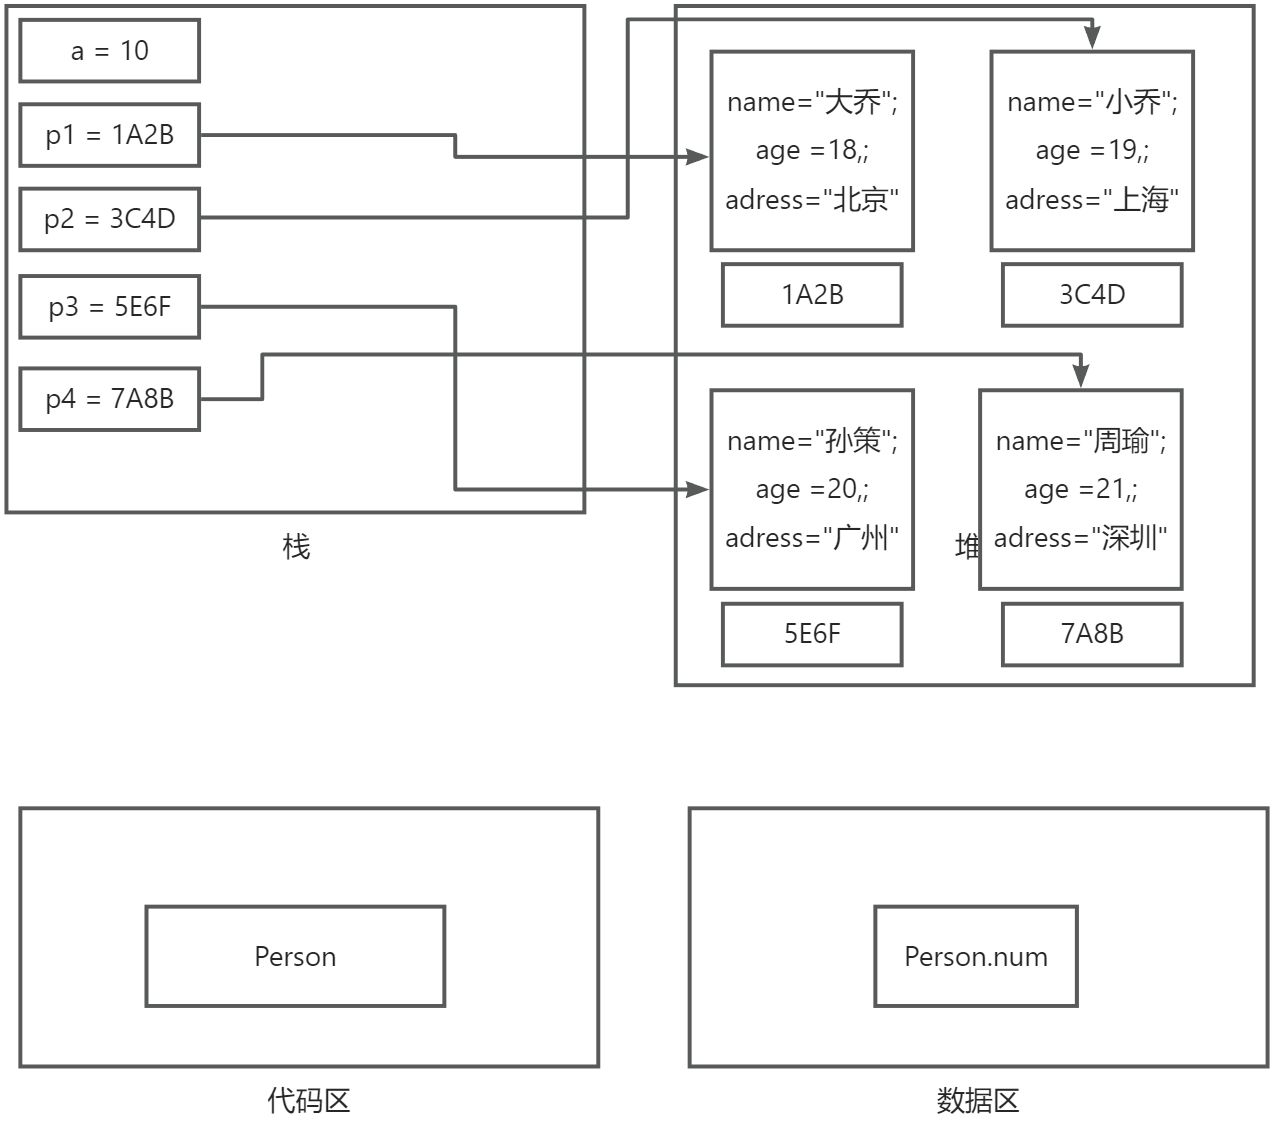 a = 10
p1 = 1A2B
p2 = 3C4D
p3 = 5E6F
p4 = 7A8B
栈
name="大乔";
age =18,;
adress="北京"
1A2B
name="小乔";
age =19,;
adress="上海"
3C4D
name="孙策";
age =20,;
adress="广州"
5E6F
name="周瑜";
age =21,;
adress="深圳"
7A8B
堆
Person
代码区
Person.num
数据区